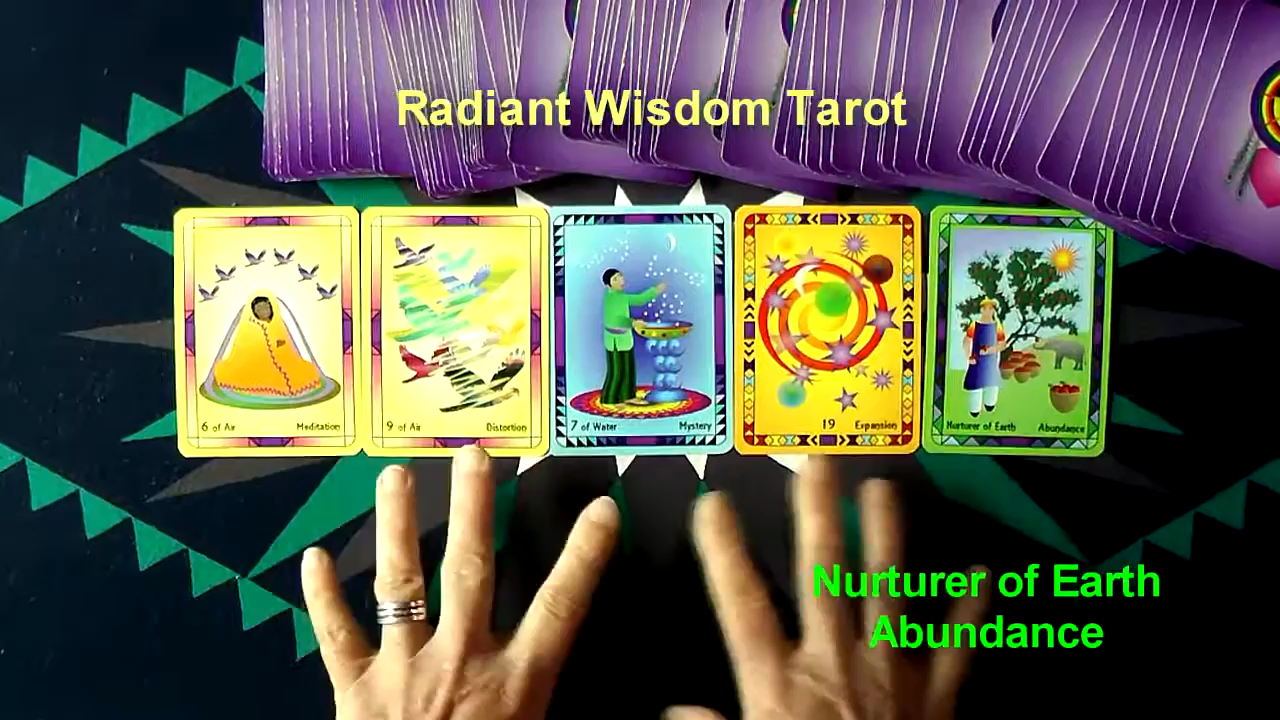 Radiant Wisdom Tarot
6 of Air Meditation
9 of Air Distortion
7 of Water Mystery
19 Expansion
Nurturer of Earth Abundance
Nurturer of Earth
Abundance